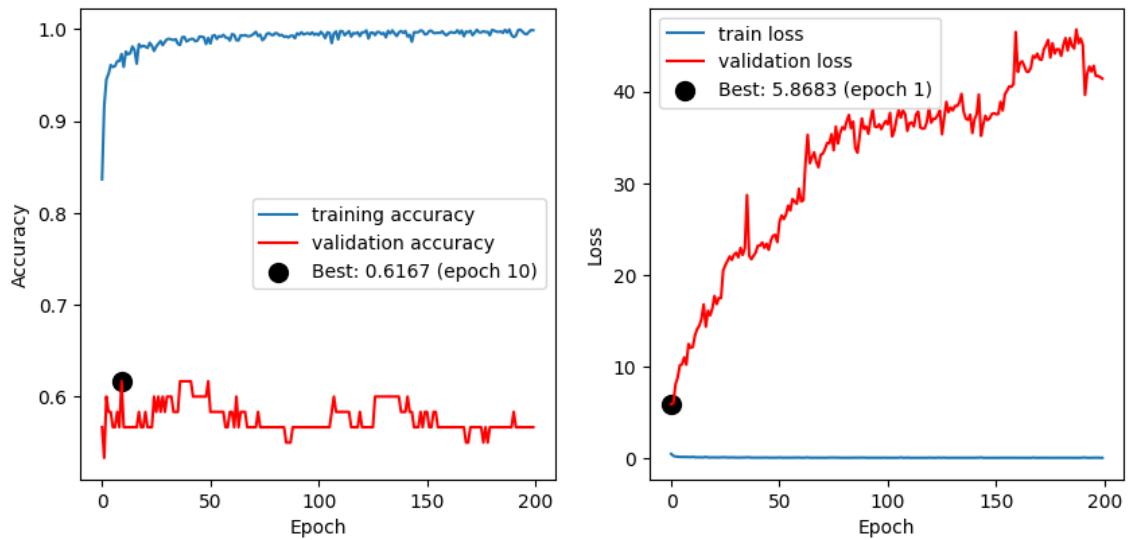 1.0
0.9
0.8
0.7
0.6
Accuracy
training accuracy
validation accuracy
Best: 0.6167 (epoch 10)
0
50
100
150
200
Epoch
40
30
20
10
0
Loss
train loss
validation loss
Best: 5.8683 (epoch 1)
0
50
100
150
200
Epoch